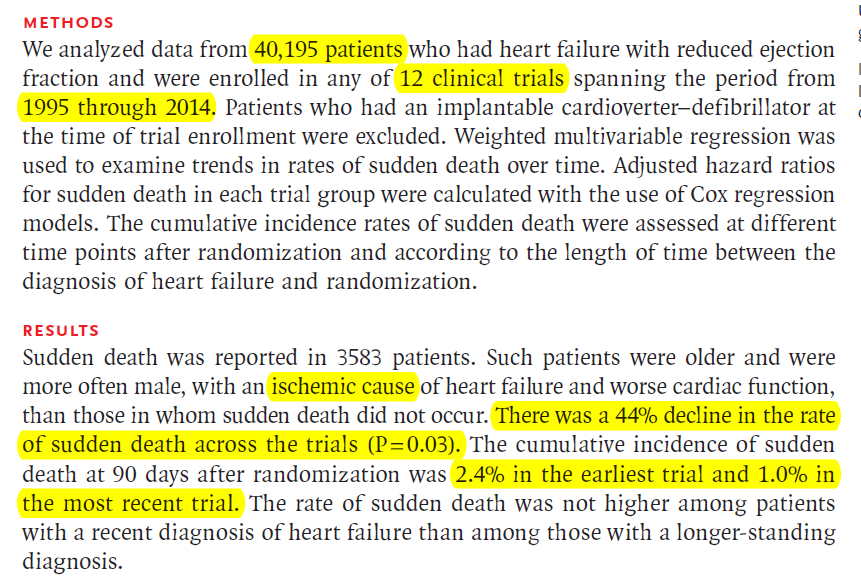 METHODS
We analyzed data from 40,195 patients who had heart failure with reduced ejection
fraction and were enrolled in any of 12 clinical trials spanning the period from
1995 through 2014. Patients who had an implantable cardioverter–defibrillator at
the time of trial enrollment were excluded. Weighted multivariable regression was
used to examine trends in rates of sudden death over time. Adjusted hazard ratios
for sudden death in each trial group were calculated with the use of Cox regression
models. The cumulative incidence rates of sudden death were assessed at different
time points after randomization and according to the length of time between the
diagnosis of heart failure and randomization.
RESULTS
Sudden death was reported in 3583 patients. Such patients were older and were
more often male, with an ischemic cause of heart failure and worse cardiac function,
than those in whom sudden death did not occur. There was a 44% decline in the rate
of sudden death across the trials (P=0.03). The cumulative incidence of sudden
death at 90 days after randomization was 2.4% in the earliest trial and 1.0% in
the most recent trial. The rate of sudden death was not higher among patients
with a recent diagnosis of heart failure than among those with a longer-standing
diagnosis.